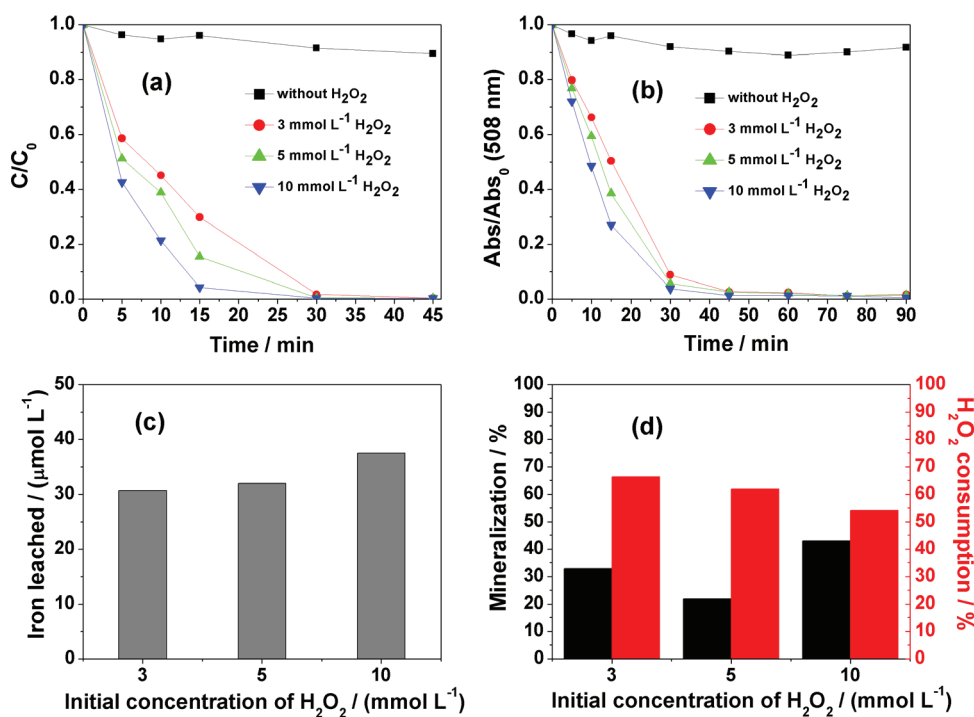 1.0
0.8
0.6
0.4
0.2
0.0
C/C₀
(a)
without H₂O₂
3 mmol L⁻¹ H₂O₂
5 mmol L⁻¹ H₂O₂
10 mmol L⁻¹ H₂O₂
0 5 10 15 20 25 30 35 40 45
Time / min
1.0
0.8
0.6
0.4
0.2
0.0
Abs/Abs₀ (508 nm)
(b)
without H₂O₂
3 mmol L⁻¹ H₂O₂
5 mmol L⁻¹ H₂O₂
10 mmol L⁻¹ H₂O₂
0 10 20 30 40 50 60 70 80 90
Time / min
50
40
30
20
10
0
Iron leached / (μmol L⁻¹)
(c)
3 5 10
Initial concentration of H₂O₂ / (mmol L⁻¹)
100
90
80
70
60
50
40
30
20
10
0
Mineralization / %
(d)
100
90
80
70
60
50
40
30
20
10
0
H₂O₂ consumption / %
3 5 10
Initial concentration of H₂O₂ / (mmol L⁻¹)